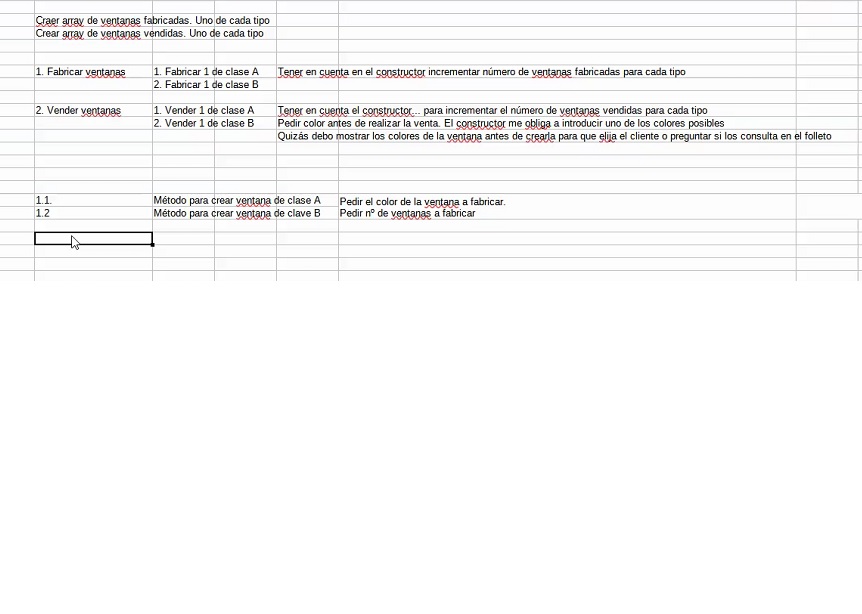 Craer array de ventanas fabricadas. Uno de cada tipo
Crear array de ventanas vendidas. Uno de cada tipo
1. Fabricar ventanas 1. Fabricar 1 de clase A Tener en cuenta en el constructor incrementar número de ventanas fabricadas para cada tipo
2. Fabricar 1 de clase B
2. Vender ventanas 1. Vender 1 de clase A Tener en cuenta el constructor... para incrementar el número de ventanas vendidas para cada tipo
2. Vender 1 de clase B Pedir color antes de realizar la venta. El constructor me obliga a introducir uno de los colores posibles
Quizás debo mostrar los colores de la ventana antes de crearla para que elija el cliente o preguntar si los consulta en el folleto
1.1. Método para crear ventana de clase A Pedir el color de la ventana a fabricar.
1.2 Método para crear ventana de clave B Pedir nº de ventanas a fabricar